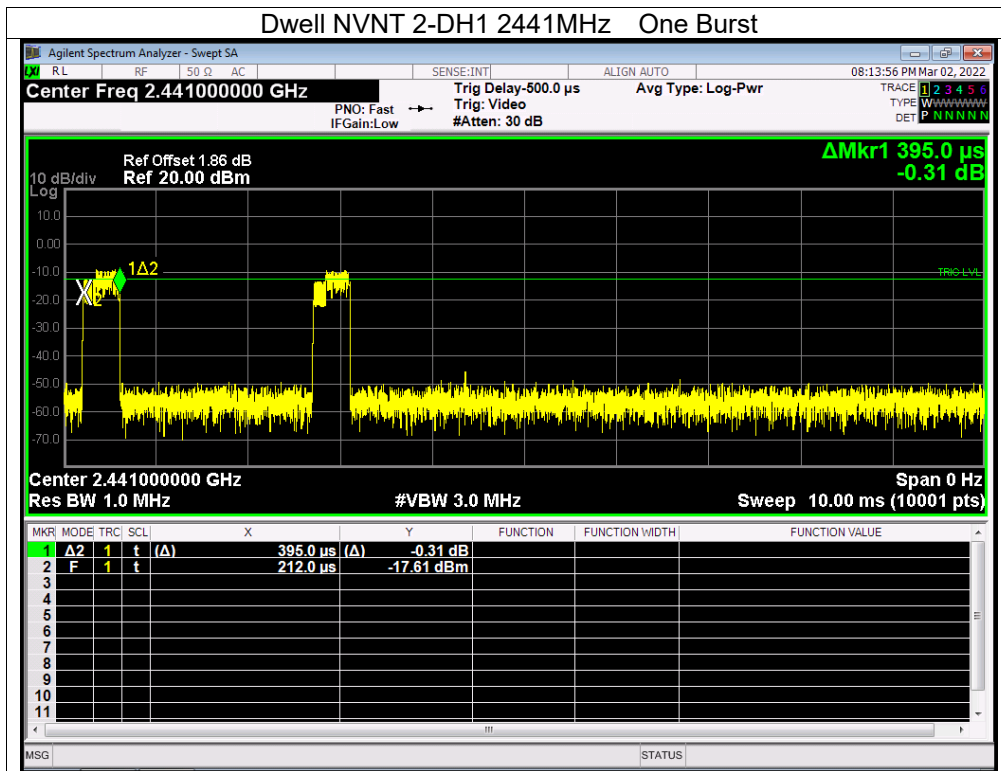 Dwell NVNT 2-DH1 2441MHz One Burst
Agilent Spectrum Analyzer - Swept SA
LXI RL RF 50 Ω AC SENSE:INT ALIGN AUTO 08:13:56 PM Mar 02, 2022
Center Freq 2.441000000 GHz
PNO: Fast
IFGain:Low
Trig Delay-500.0 µs
Trig: Video
#Atten: 30 dB
Avg Type: Log-Pwr
TRACE 1 2 3 4 5 6
TYPE WWWWWW
DET P N N N N N
ΔMkr1 395.0 µs
-0.31 dB
Ref Offset 1.86 dB
10 dB/div Ref 20.00 dBm
Log
10.0
0.00
-10.0
-20.0
-30.0
-40.0
-50.0
-60.0
-70.0
1Δ2
2
TRIG LVL
Center 2.441000000 GHz Span 0 Hz
Res BW 1.0 MHz #VBW 3.0 MHz Sweep 10.00 ms (10001 pts)
MKR MODE TRC SCL X Y FUNCTION FUNCTION WIDTH FUNCTION VALUE
1 Δ2 1 t (Δ) 395.0 µs (Δ) -0.31 dB
2 F 1 t 212.0 µs -17.61 dBm
3
4
5
6
7
8
9
10
11
MSG STATUS